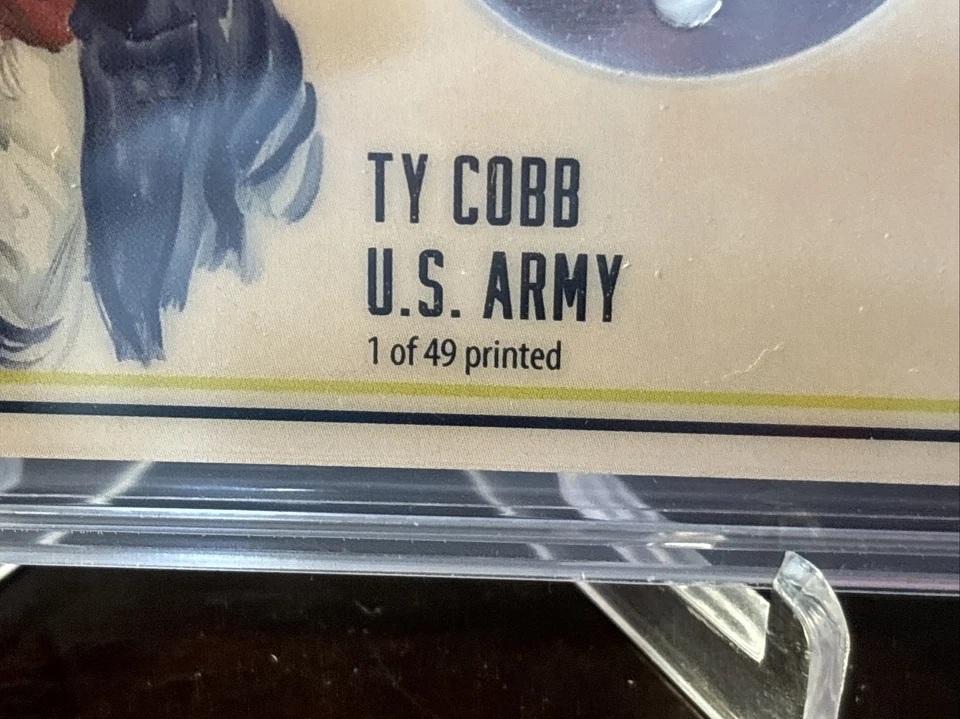 TY COBB
U.S. ARMY
1 of 49 printed